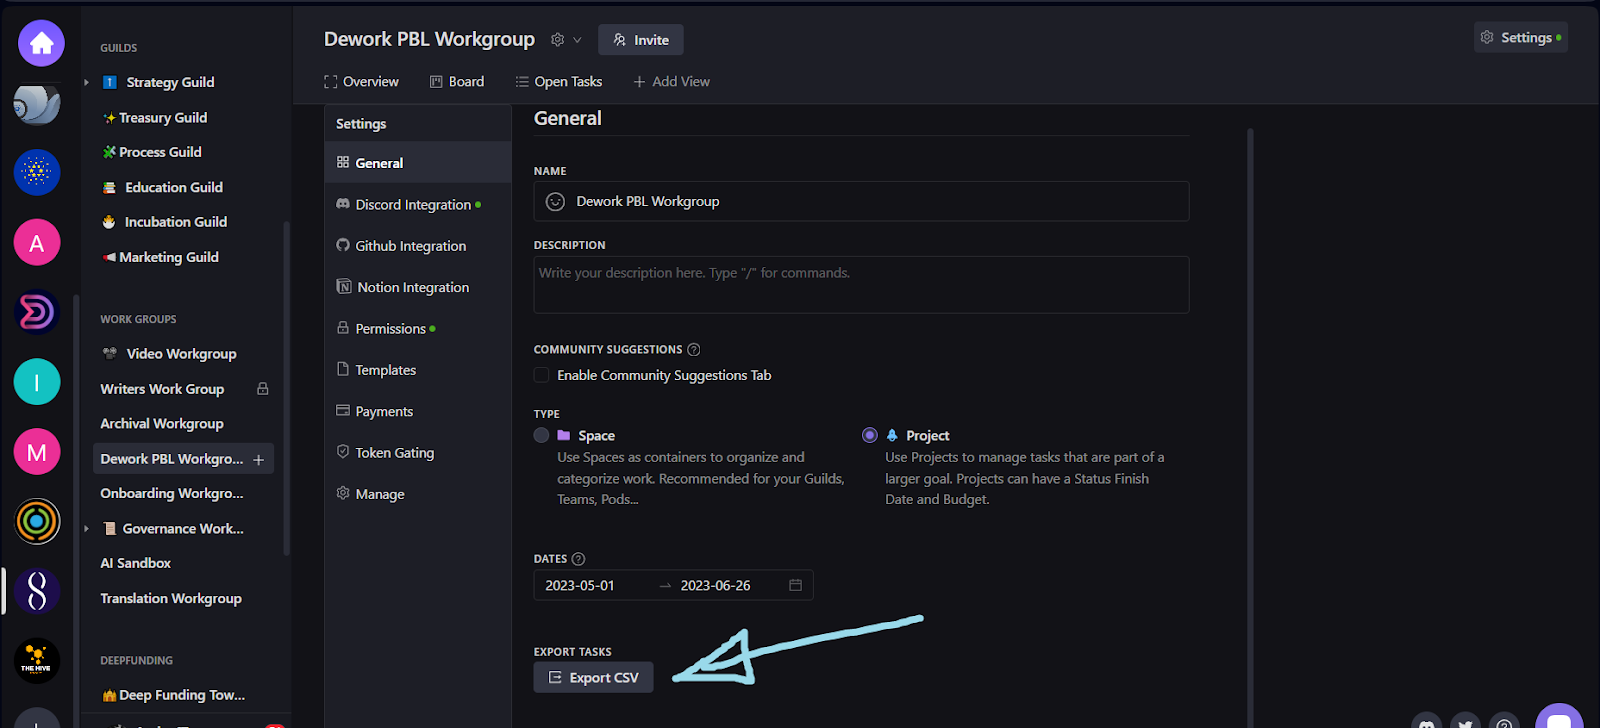 GUILDS
Strategy Guild
Treasury Guild
Process Guild
Education Guild
Incubation Guild
Marketing Guild
WORK GROUPS
Video Workgroup
Writers Work Group
Archival Workgroup
Dework PBL Workgro...
Onboarding Workgro...
Governance Work...
AI Sandbox
Translation Workgroup
DEEPFUNDING
Deep Funding Tow...
A
I
M
THE HIVE
Dework PBL Workgroup
Invite
Settings
Overview
Board
Open Tasks
Add View
Settings
General
Discord Integration
Github Integration
Notion Integration
Permissions
Templates
Payments
Token Gating
Manage
General
NAME
Dework PBL Workgroup
DESCRIPTION
Write your description here. Type "/" for commands.
COMMUNITY SUGGESTIONS
Enable Community Suggestions Tab
TYPE
Space
Use Spaces as containers to organize and
categorize work. Recommended for your Guilds,
Teams, Pods...
Project
Use Projects to manage tasks that are part of a
larger goal. Projects can have a Status Finish
Date and Budget.
DATES
2023-05-01 → 2023-06-26
EXPORT TASKS
Export CSV